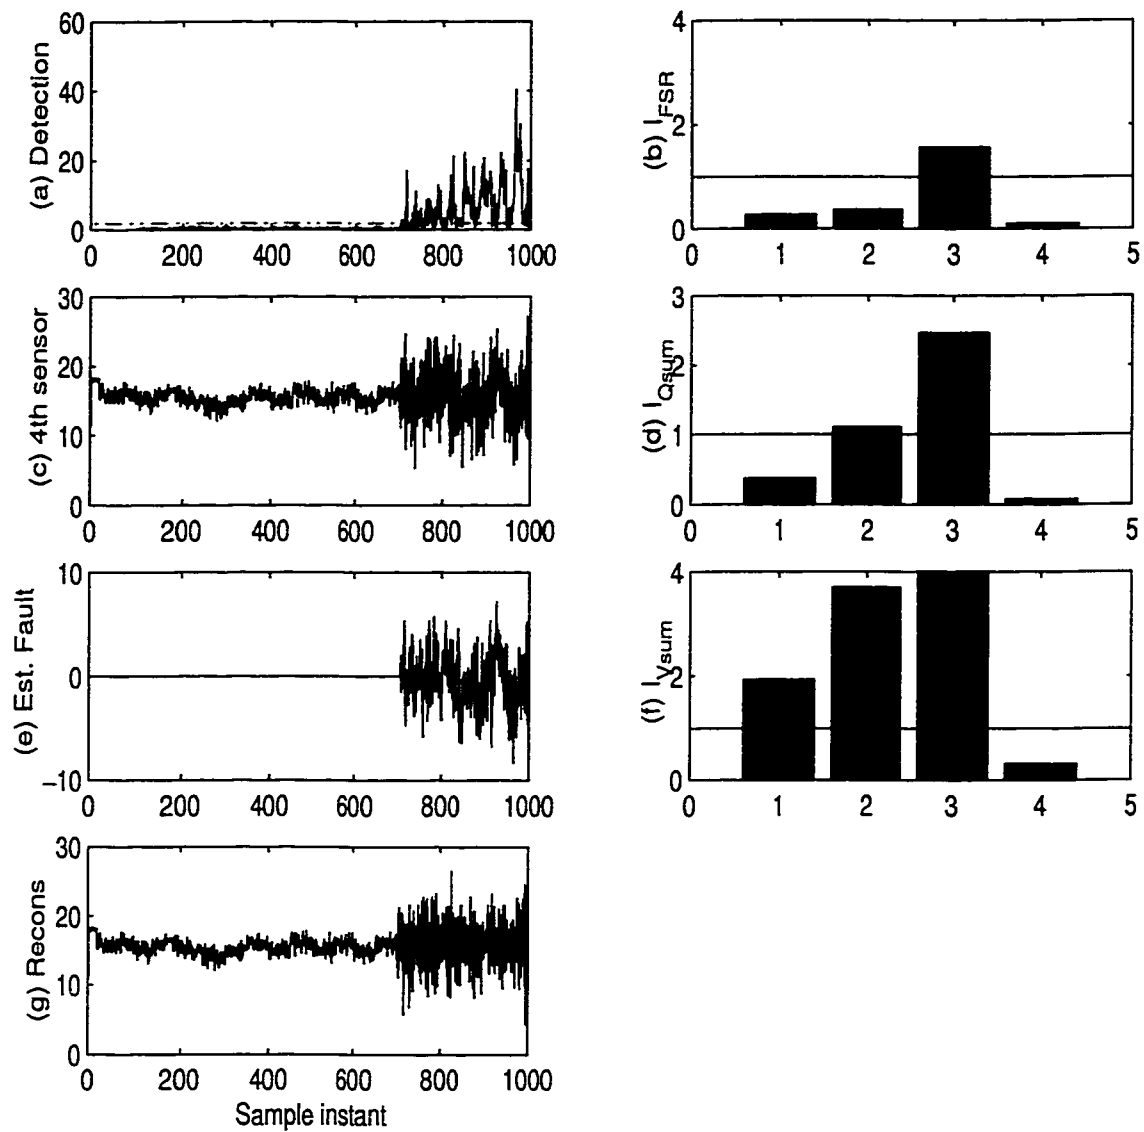 60
40
20
0
(a) Detection
0 200 400 600 800 1000
4
2
0
(b) I_FSR
0 1 2 3 4 5
30
20
10
0
(c) 4th sensor
0 200 400 600 800 1000
3
2
1
0
(d) I_Qsum
0 1 2 3 4 5
10
0
−10
(e) Est. Fault
0 200 400 600 800 1000
4
2
0
(f) I_Vsum
0 1 2 3 4 5
30
20
10
0
(g) Recons
0 200 400 600 800 1000
Sample instant